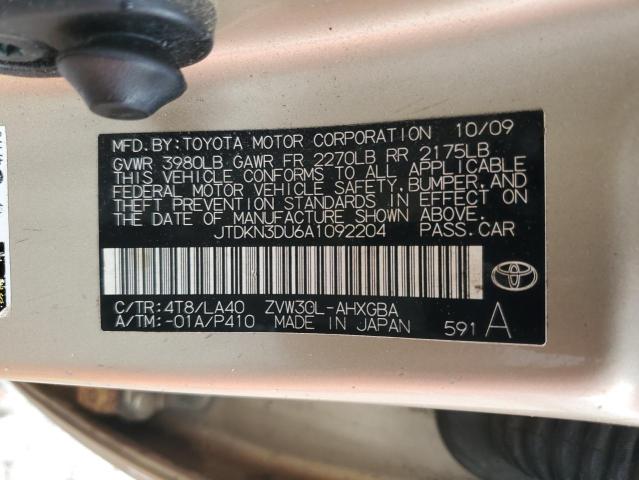 MFD.BY:TOYOTA MOTOR CORPORATION 10/09
GVWR 3980LB GAWR FR 2270LB RR 2175LB
THIS VEHICLE CONFORMS TO ALL APPLICABLE
FEDERAL MOTOR VEHICLE SAFETY, BUMPER, AND
THEFT PREVENTION STANDARDS IN EFFECT ON
THE DATE OF MANUFACTURE SHOWN ABOVE.
JTDKN3DU6A1092204 PASS.CAR
C/TR:4T8/LA40 ZVW30L-AHXGBA
A/TM:-01A/P410 MADE IN JAPAN 591 A